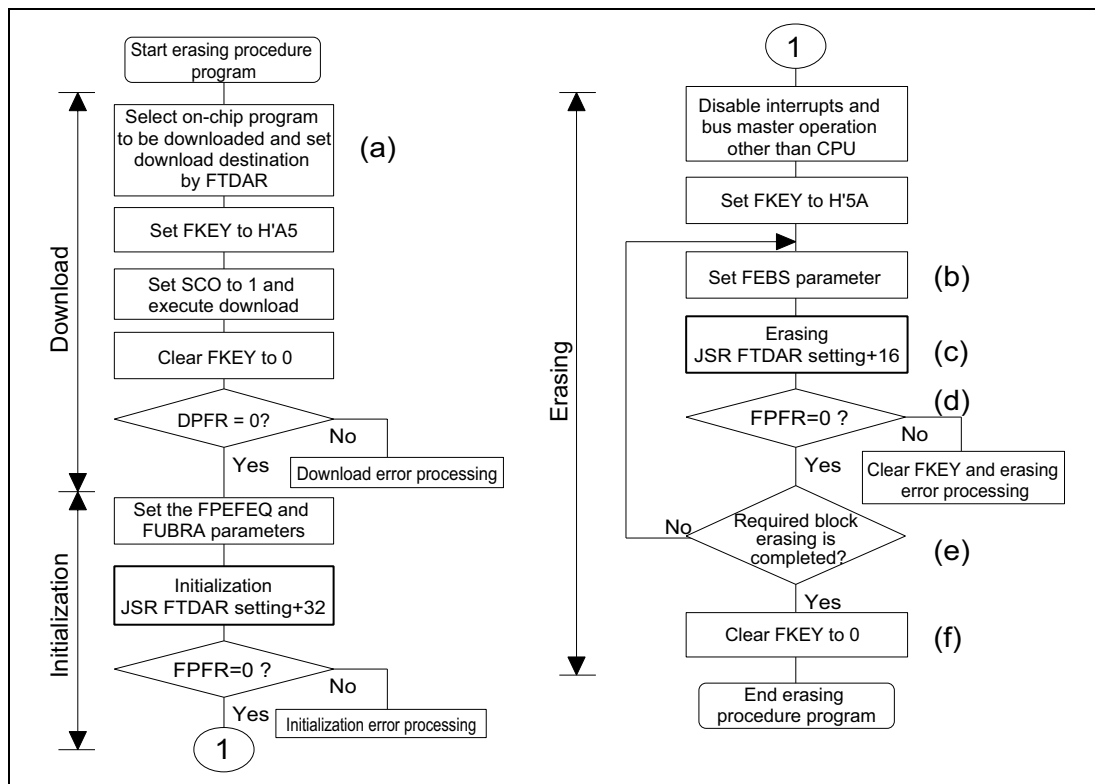 Start erasing procedure
program
Select on-chip program
to be downloaded and set
download destination
by FTDAR
(a)
Set FKEY to H'A5
Set SCO to 1 and
execute download
Clear FKEY to 0
DPFR = 0?
No
Yes
Download error processing
Download
Set the FPEFEQ and
FUBRA parameters
Initialization
JSR FTDAR setting+32
FPFR=0 ?
No
Yes
Initialization error processing
Initialization
1
1
Disable interrupts and
bus master operation
other than CPU
Set FKEY to H'5A
Set FEBS parameter
(b)
Erasing
JSR FTDAR setting+16
(c)
(d)
FPFR=0 ?
No
Yes
Clear FKEY and erasing
error processing
Erasing
No
Required block
erasing is
completed?
(e)
Yes
Clear FKEY to 0
(f)
End erasing
procedure program